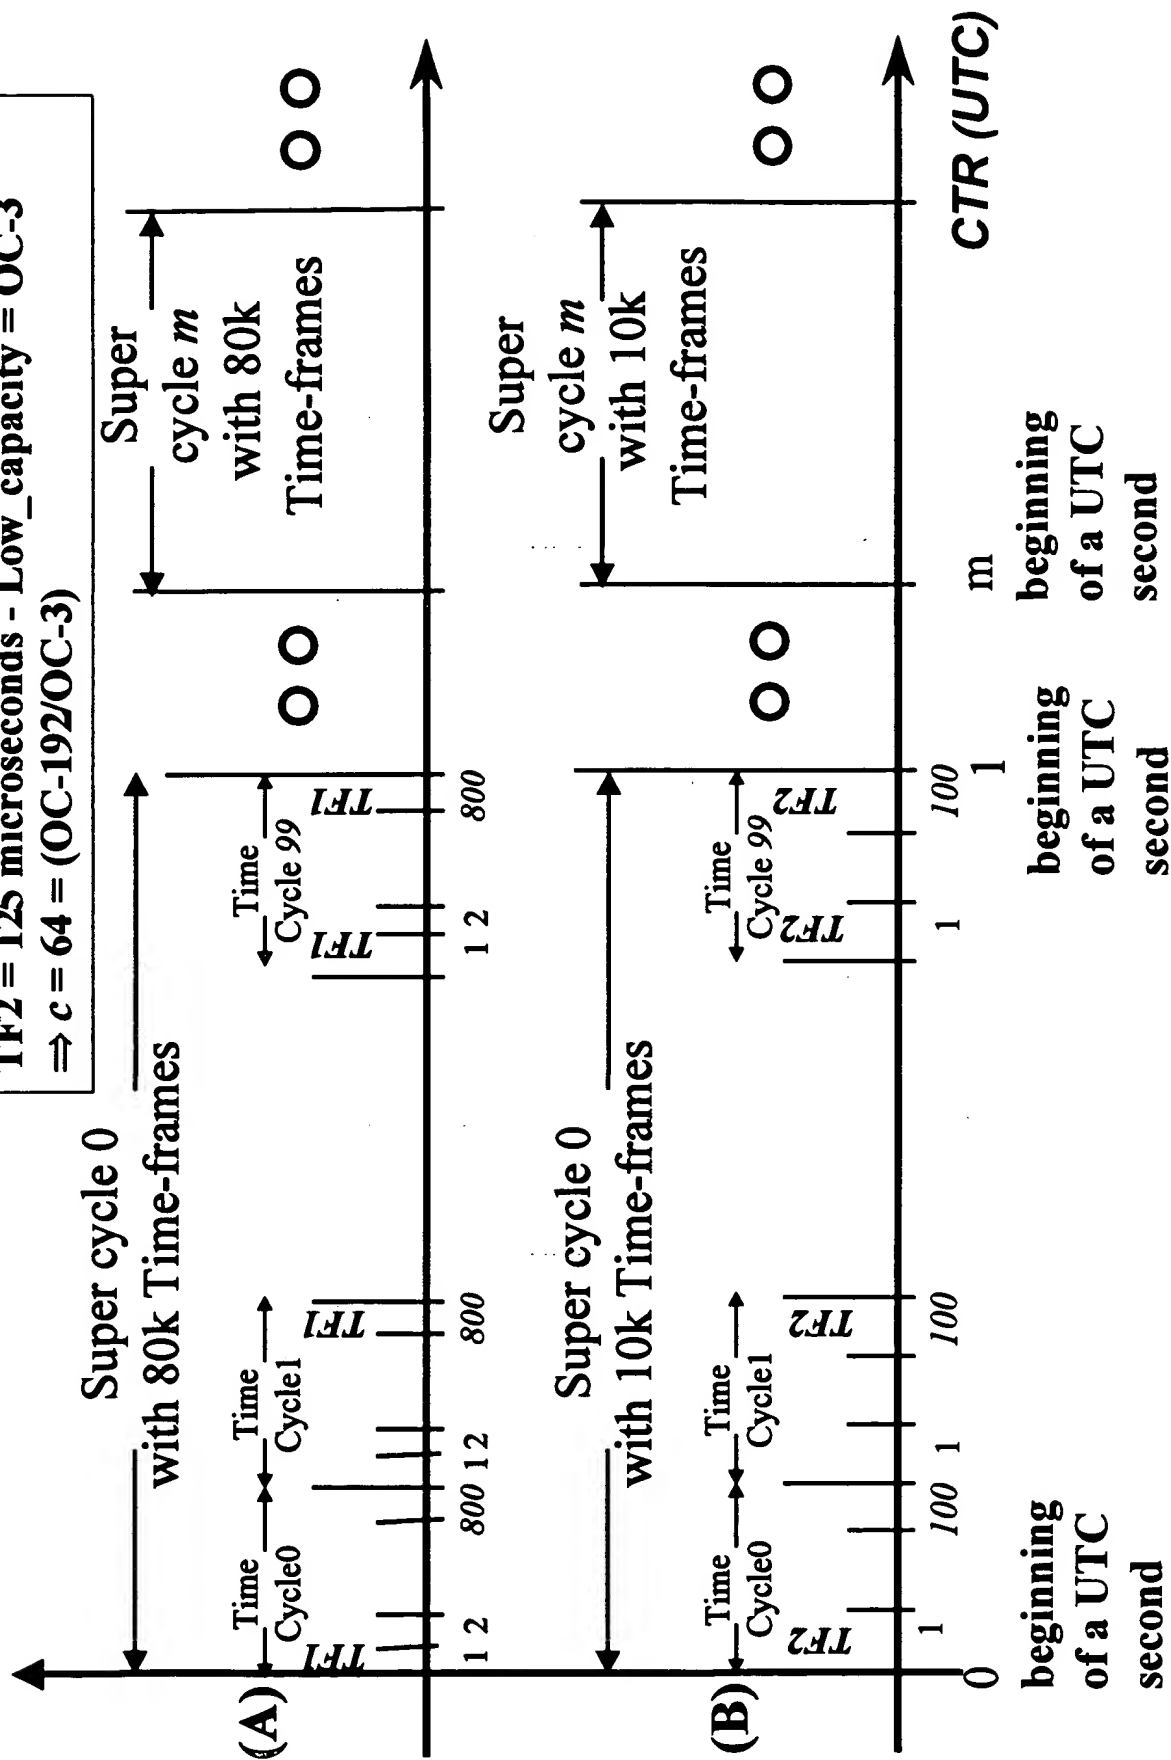 TF2 = 125 microseconds - Low_capacity = OC-3
⇒ c = 64 = (OC-192/OC-3)
(A)
Super cycle 0
with 80k Time-frames
Super
cycle m
with 80k
Time-frames
Time
Cycle0
Time
Cycle1
Time
Cycle 99
TF1
TF1
TF1
TF1
1 2
800
1 2
800
1 2
800
(B)
Super cycle 0
with 10k Time-frames
Super
cycle m
with 10k
Time-frames
Time
Cycle0
Time
Cycle1
Time
Cycle 99
TF2
TF2
TF2
TF2
1
100
1
100
1
100
0
1
m
CTR (UTC)
beginning
of a UTC
second
beginning
of a UTC
second
beginning
of a UTC
second